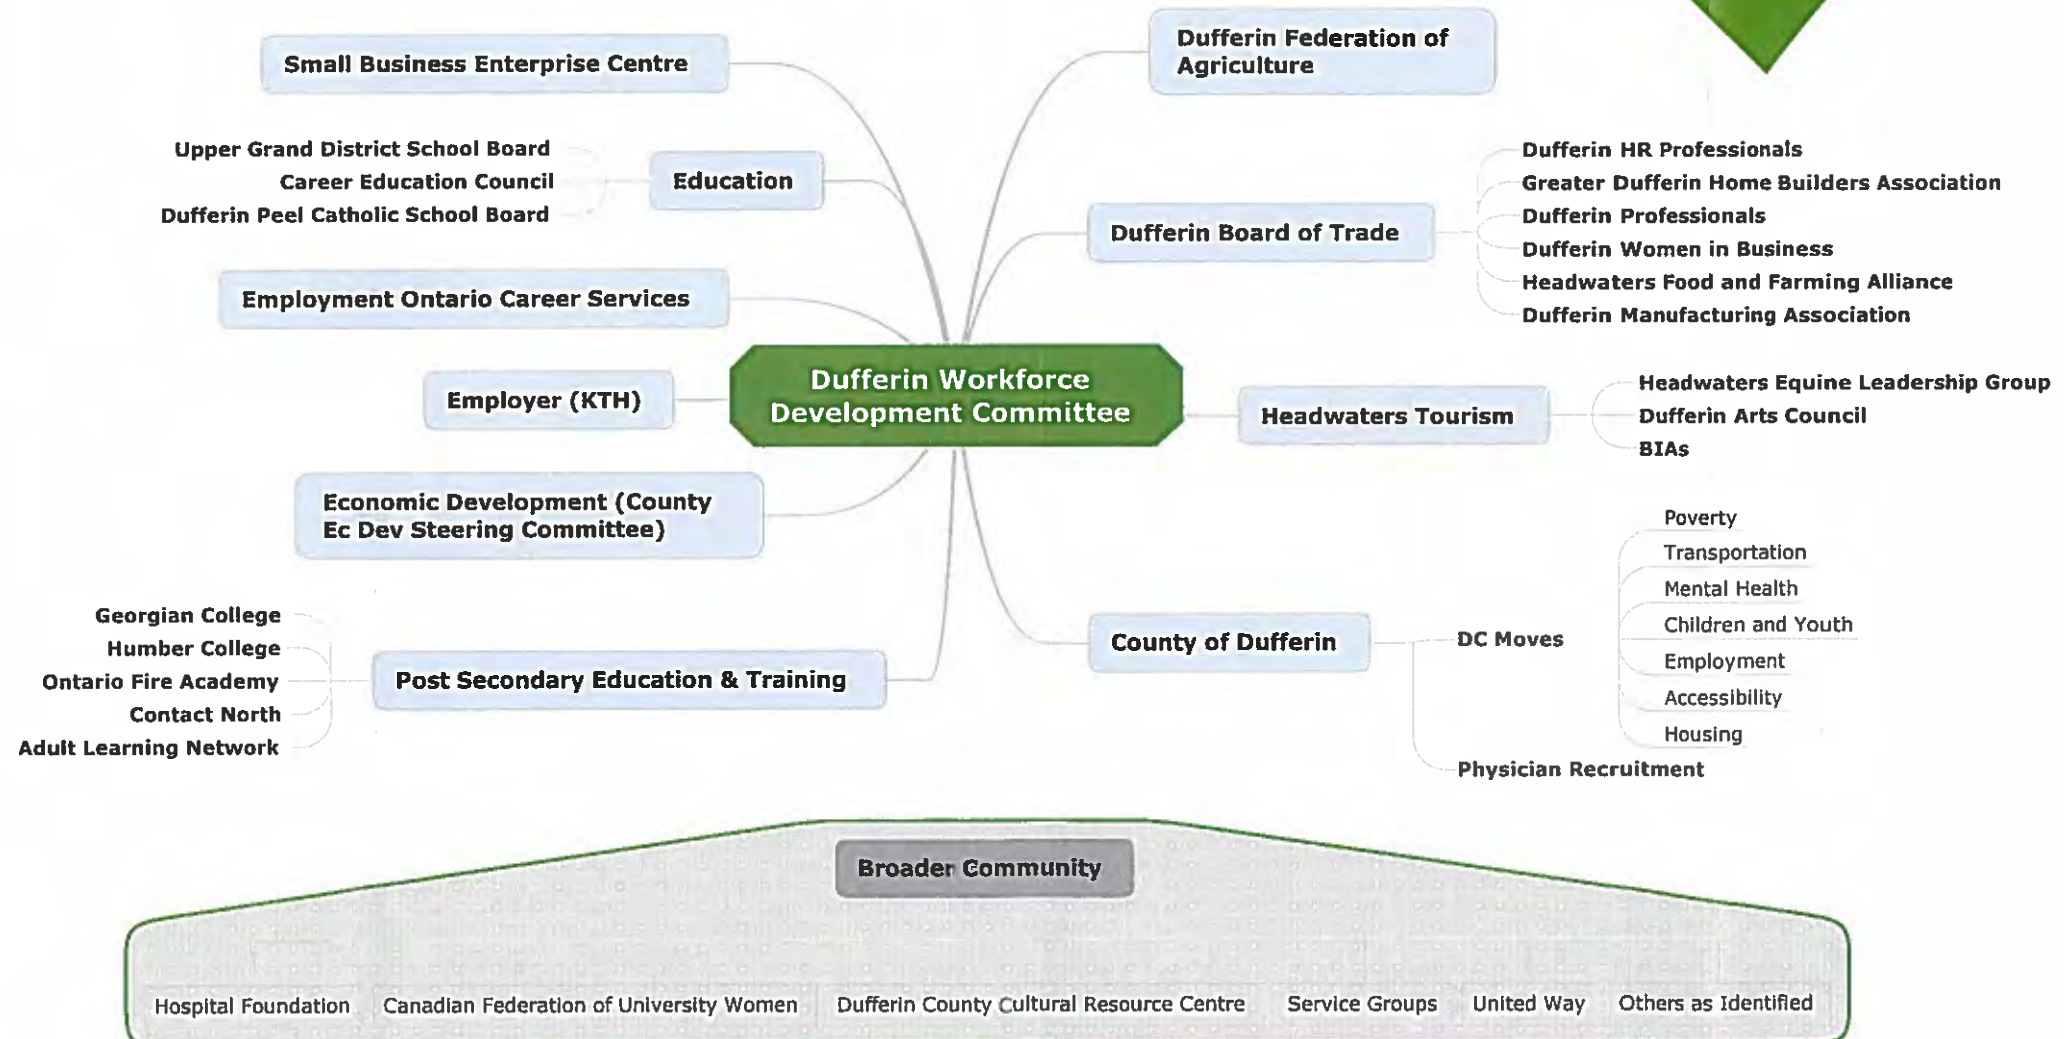 Small Business Enterprise Centre
Upper Grand District School Board
Career Education Council
Dufferin Peel Catholic School Board
Education
Employment Ontario Career Services
Employer (KTH)
Economic Development (County
Ec Dev Steering Committee)
Georgian College
Humber College
Ontario Fire Academy
Contact North
Adult Learning Network
Post Secondary Education & Training
Dufferin Workforce
Development Committee
Dufferin Federation of
Agriculture
Dufferin Board of Trade
Dufferin HR Professionals
Greater Dufferin Home Builders Association
Dufferin Professionals
Dufferin Women in Business
Headwaters Food and Farming Alliance
Dufferin Manufacturing Association
Headwaters Tourism
Headwaters Equine Leadership Group
Dufferin Arts Council
BIAs
County of Dufferin
DC Moves
Poverty
Transportation
Mental Health
Children and Youth
Employment
Accessibility
Housing
Physician Recruitment
Broader Community
Hospital Foundation
Canadian Federation of University Women
Dufferin County Cultural Resource Centre
Service Groups
United Way
Others as Identified